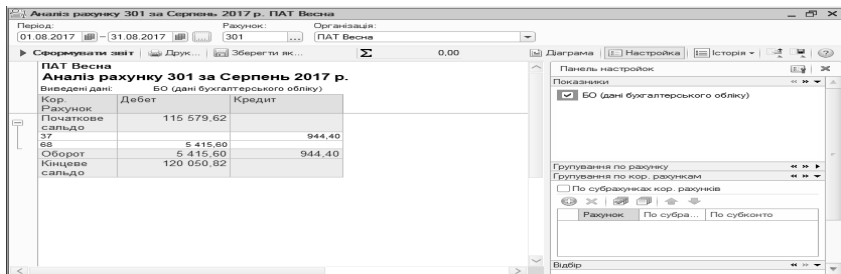 Аналіз рахунку 301 за Серпень 2017 р. ПАТ Весна
Період: Рахунок: Організація:
01.08.2017 – 31.08.2017 ... 301 ... ПАТ Весна
Сформувати звіт Друк... Зберегти як... Σ 0,00 Діаграма Настройка Історія
ПАТ Весна
Аналіз рахунку 301 за Серпень 2017 р.
Виведені дані: БО (дані бухгалтерського обліку)
Кор. Рахунок Дебет Кредит
Початкове сальдо 115 579,62
37 944,40
68 5 415,60
Оборот 5 415,60 944,40
Кінцеве сальдо 120 050,82
Панель настройок
Показники
БО (дані бухгалтерського обліку)
Групування по рахунку
Групування по кор. рахункам
По субрахунках кор. рахунків
Рахунок По субра... По субконто
Відбір